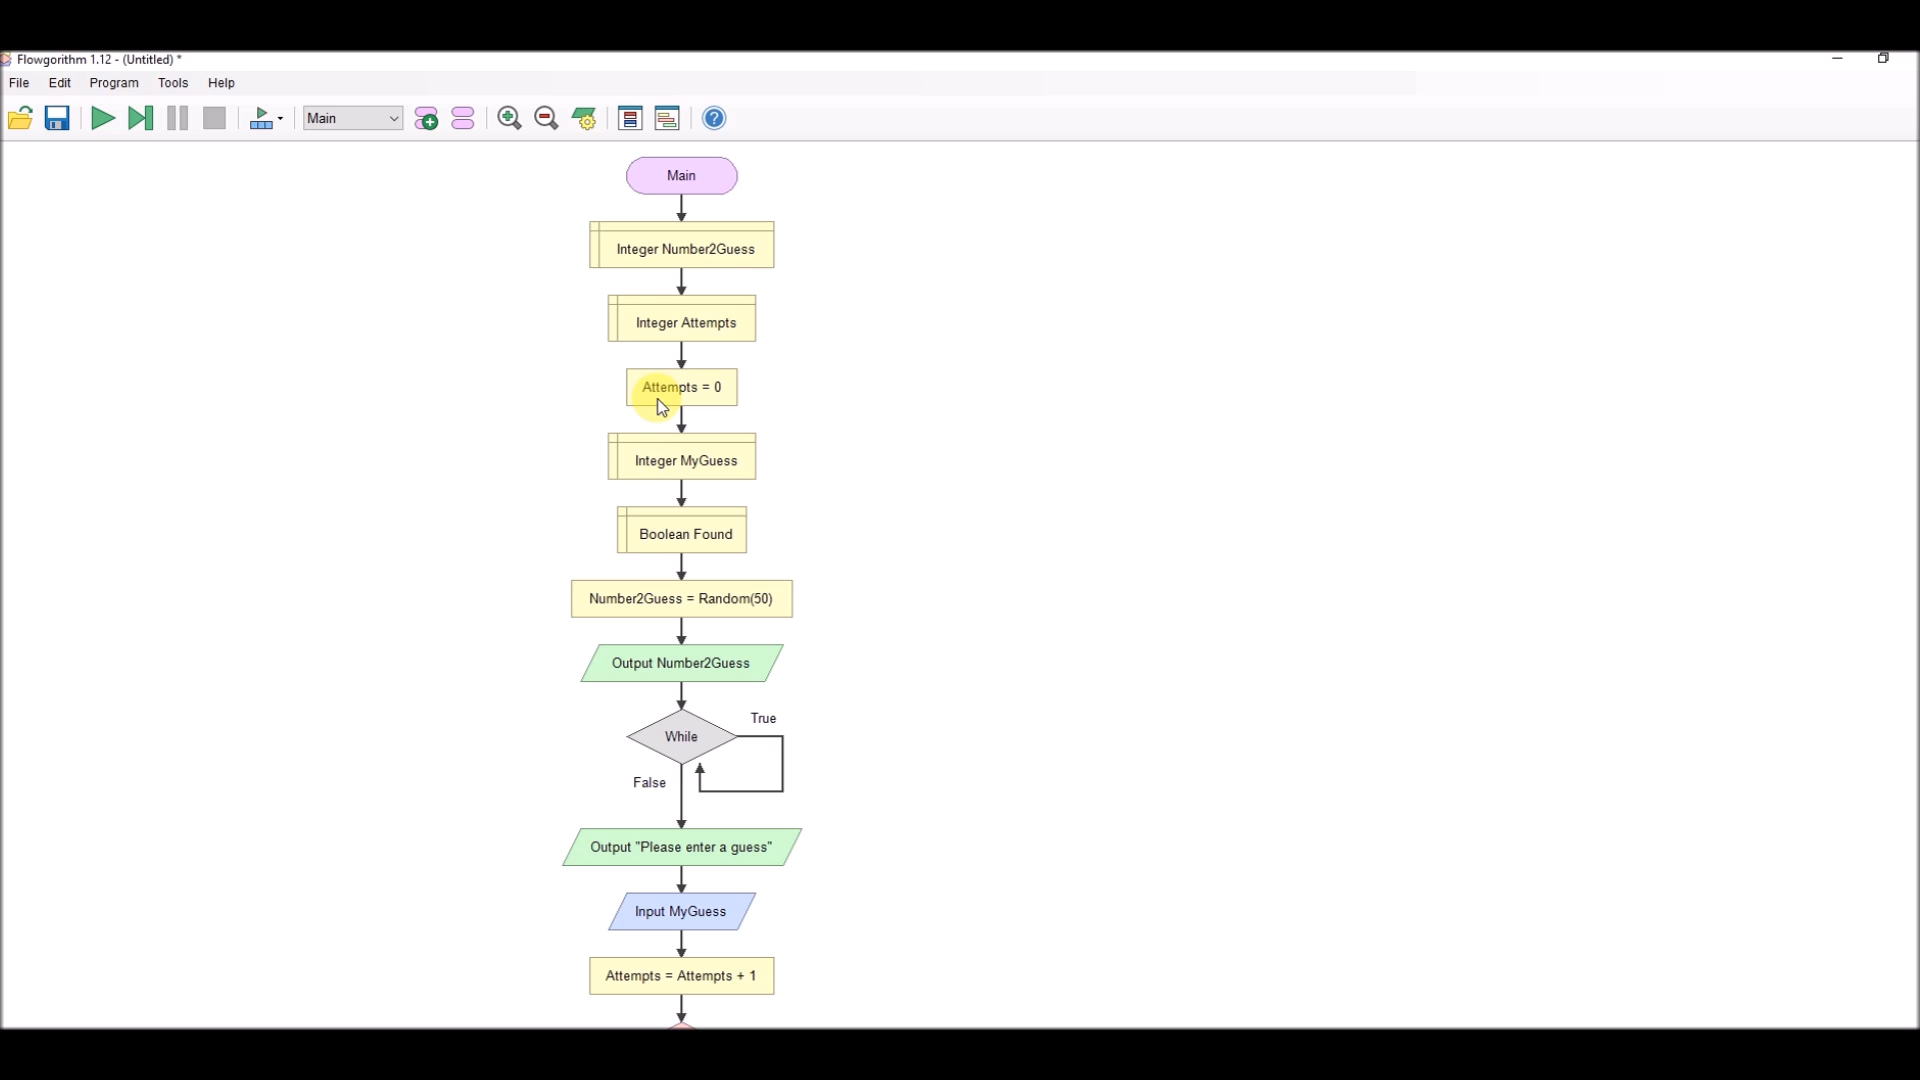 Flowgorithm 1.12 - (Untitled) *
File Edit Program Tools Help
Main
?
Main
Integer Number2Guess
Integer Attempts
Attempts = 0
Integer MyGuess
Boolean Found
Number2Guess = Random(50)
Output Number2Guess
True
While
False
Output "Please enter a guess"
Input MyGuess
Attempts = Attempts + 1